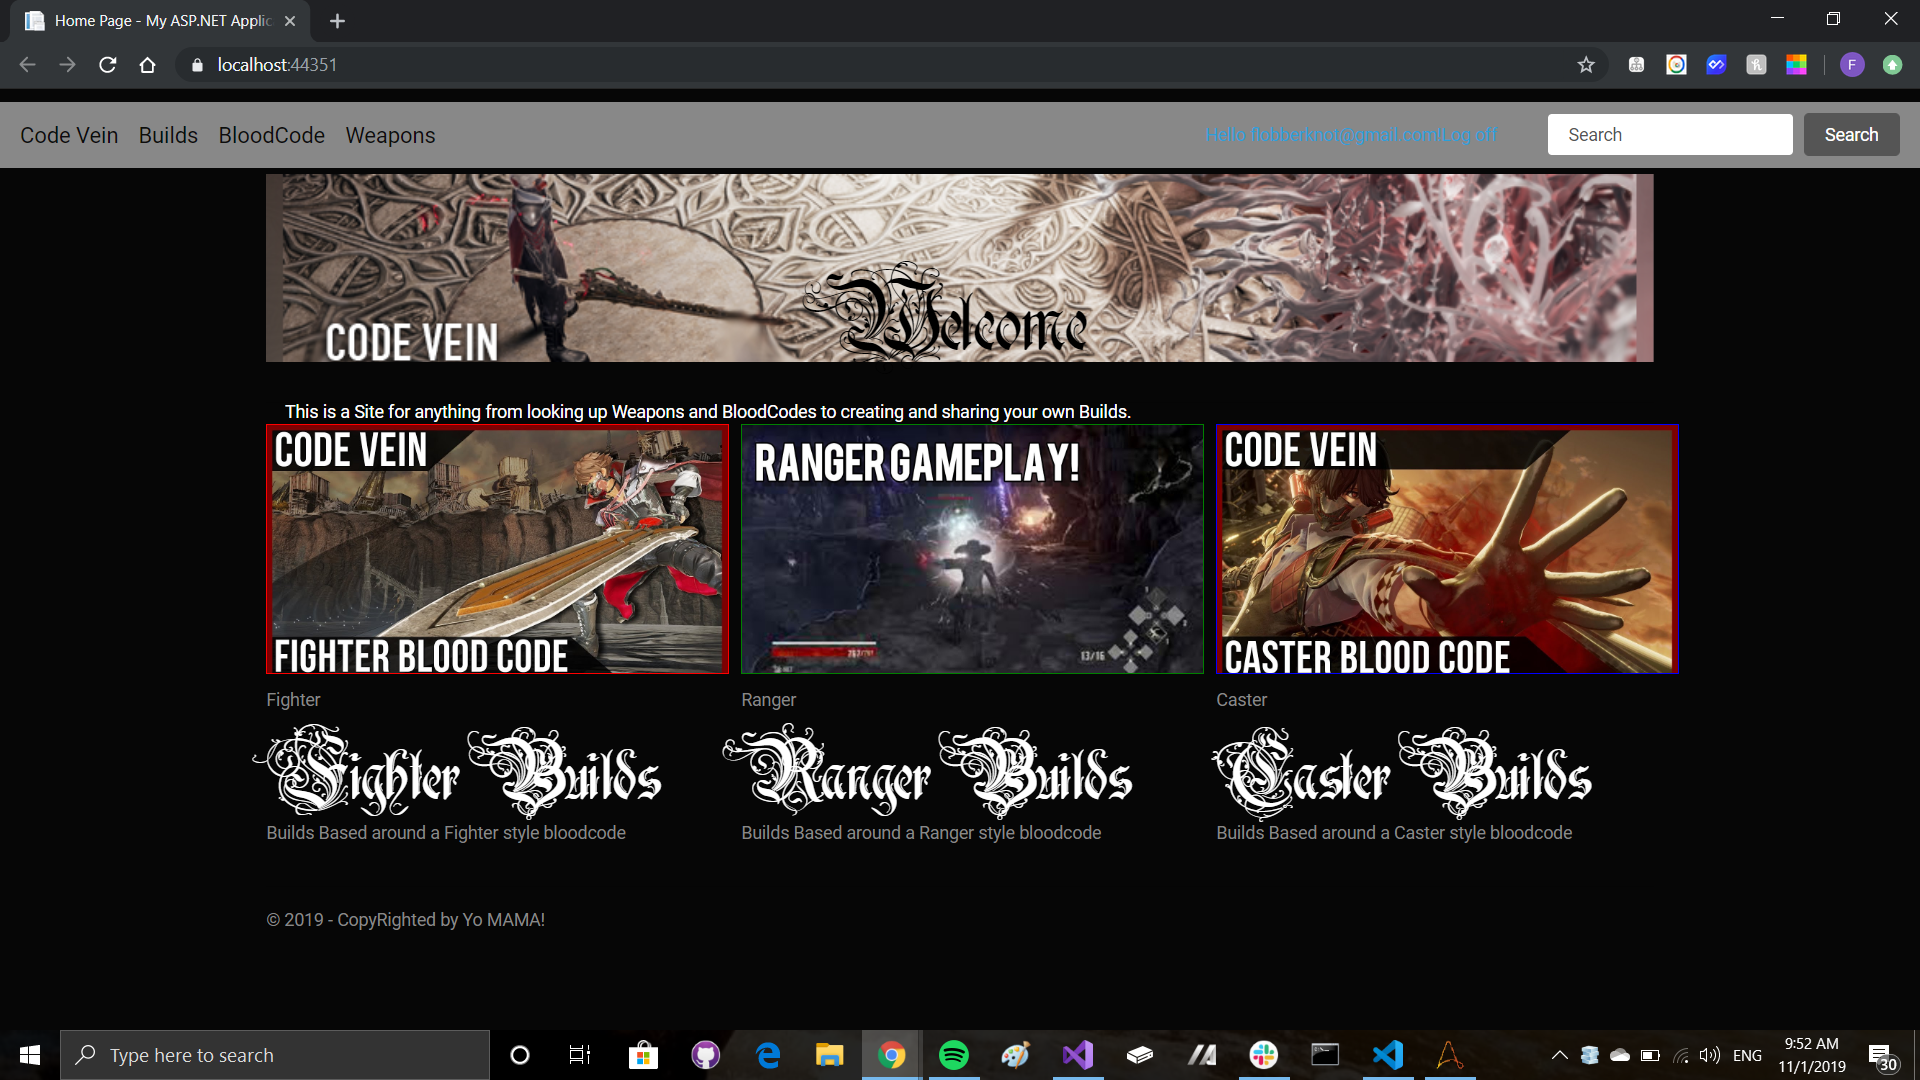 Home Page - My ASP.NET Applic
localhost:44351
F
Code Vein Builds BloodCode Weapons
Hello flobberknot@gmail.com!Log off
Search
Search
CODE VEIN
Welcome
This is a Site for anything from looking up Weapons and BloodCodes to creating and sharing your own Builds.
CODE VEIN
FIGHTER BLOOD CODE
RANGER GAMEPLAY!
13/16
CODE VEIN
CASTER BLOOD CODE
Fighter
Ranger
Caster
Fighter Builds
Ranger Builds
Caster Builds
Builds Based around a Fighter style bloodcode
Builds Based around a Ranger style bloodcode
Builds Based around a Caster style bloodcode
© 2019 - CopyRighted by Yo MAMA!
Type here to search
ENG
9:52 AM
11/1/2019
30